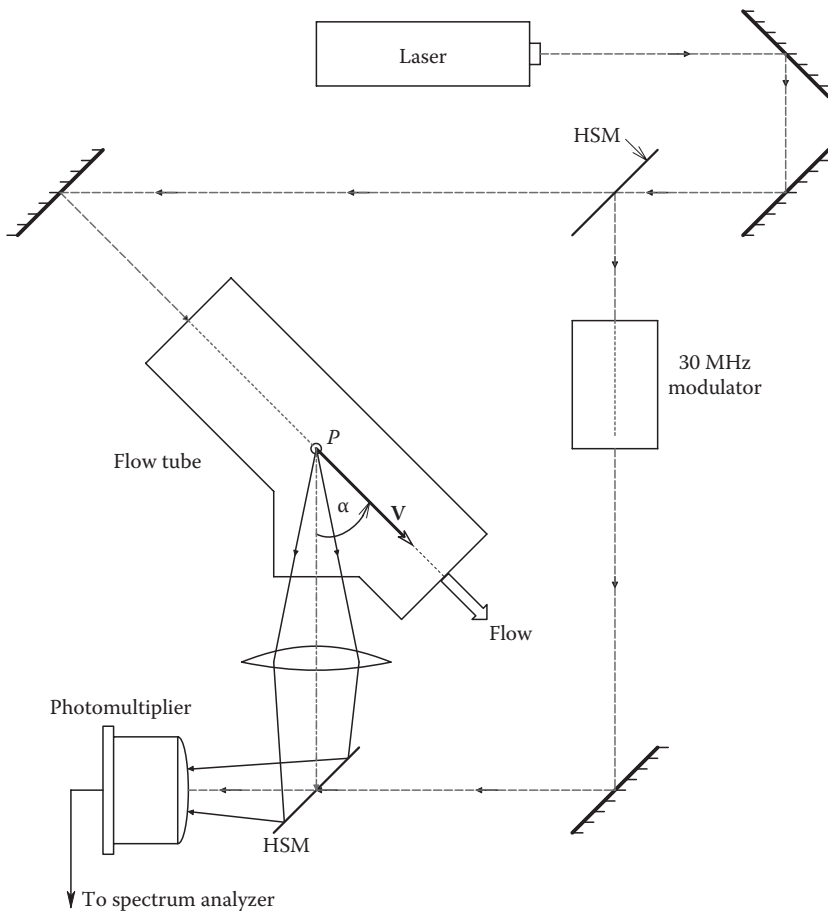 Laser
HSM
30 MHz
modulator
P
Flow tube
α
V
Flow
Photomultiplier
HSM
To spectrum analyzer